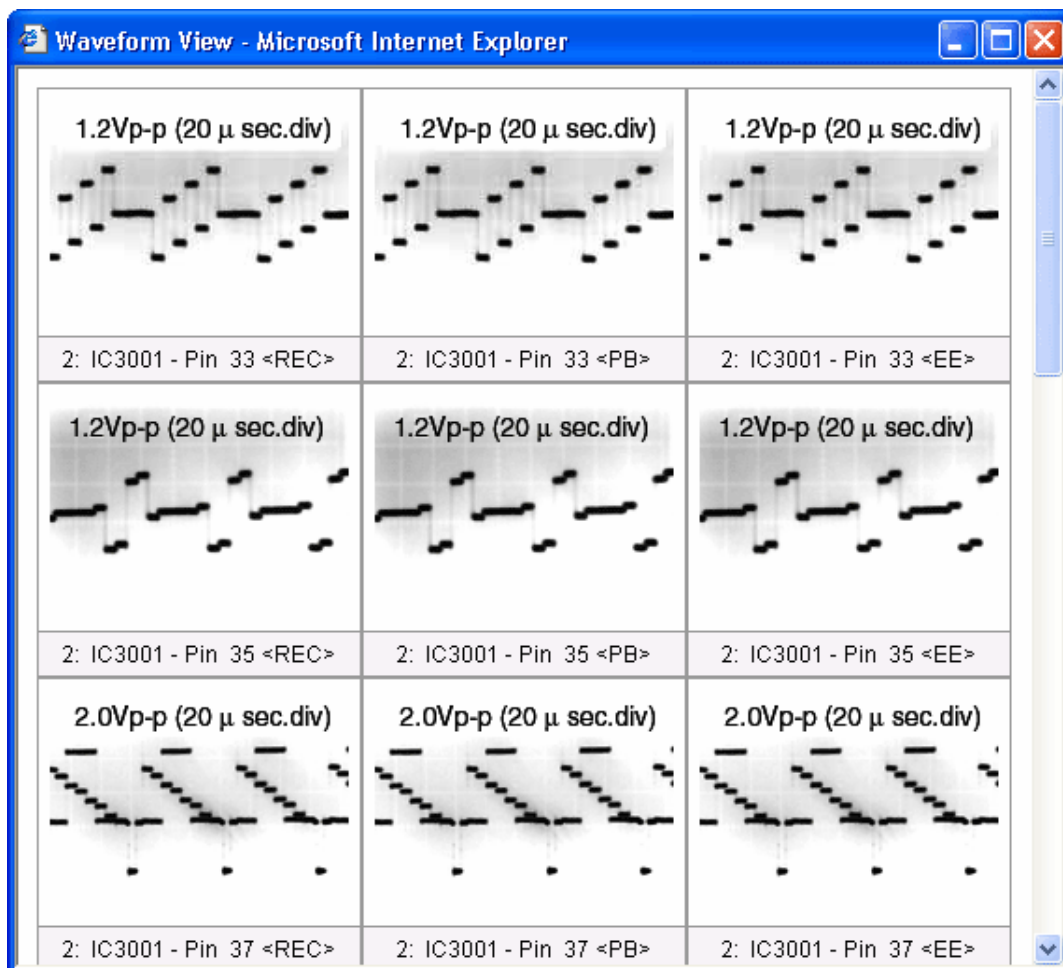 Waveform View - Microsoft Internet Explorer
1.2Vp-p (20 μ sec.div)
1.2Vp-p (20 μ sec.div)
1.2Vp-p (20 μ sec.div)
2: IC3001 - Pin 33 <REC>
2: IC3001 - Pin 33 <PB>
2: IC3001 - Pin 33 <EE>
1.2Vp-p (20 μ sec.div)
1.2Vp-p (20 μ sec.div)
1.2Vp-p (20 μ sec.div)
2: IC3001 - Pin 35 <REC>
2: IC3001 - Pin 35 <PB>
2: IC3001 - Pin 35 <EE>
2.0Vp-p (20 μ sec.div)
2.0Vp-p (20 μ sec.div)
2.0Vp-p (20 μ sec.div)
2: IC3001 - Pin 37 <REC>
2: IC3001 - Pin 37 <PB>
2: IC3001 - Pin 37 <EE>